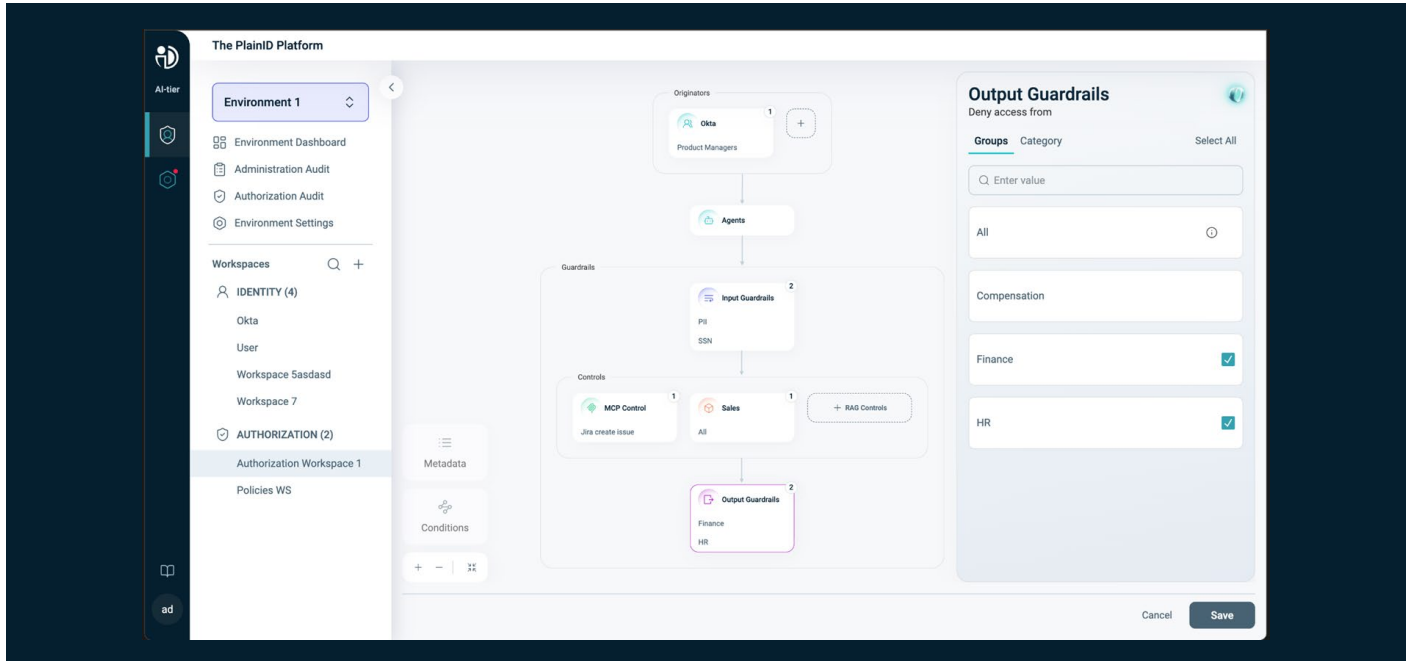 The PlainID Platform
AI-tier
Environment 1
Environment Dashboard
Administration Audit
Authorization Audit
Environment Settings
Workspaces
IDENTITY (4)
Okta
User
Workspace 5asdasd
Workspace 7
AUTHORIZATION (2)
Authorization Workspace 1
Policies WS
ad
Metadata
Conditions
Originators
1
Okta
Product Managers
Agents
Guardrails
2
Input Guardrails
PII
SSN
Controls
1
MCP Control
Jira create issue
1
Sales
All
+ RAG Controls
2
Output Guardrails
Finance
HR
Output Guardrails
Deny access from
Groups Category Select All
Enter value
All
Compensation
Finance
HR
Cancel Save